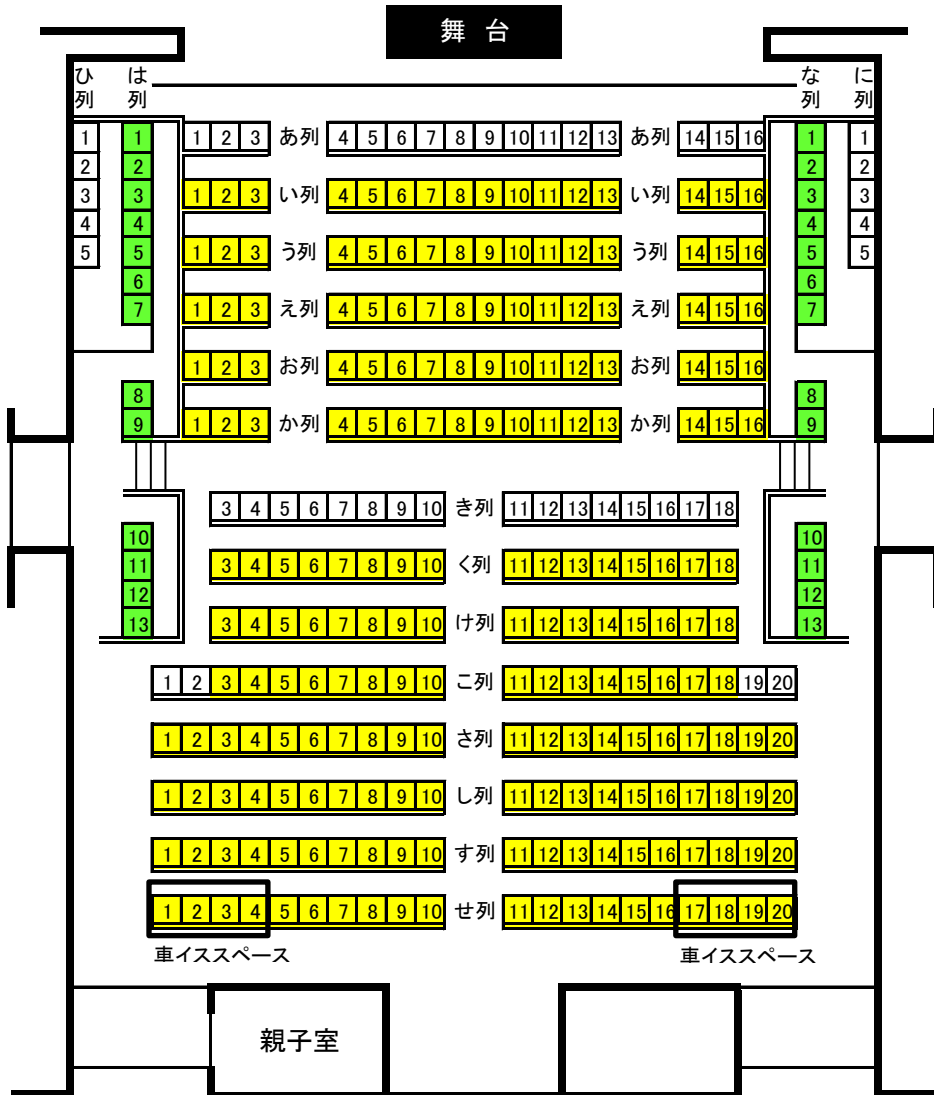 舞 台
ひ列 は列 な列 に列
1 1 1 2 3 あ列 4 5 6 7 8 9 10 11 12 13 あ列 14 15 16 1 1
2 2 2 2
3 3 1 2 3 い列 4 5 6 7 8 9 10 11 12 13 い列 14 15 16 3 3
4 4 4 4
5 5 1 2 3 う列 4 5 6 7 8 9 10 11 12 13 う列 14 15 16 5 5
6 6
7 1 2 3 え列 4 5 6 7 8 9 10 11 12 13 え列 14 15 16 7
1 2 3 お列 4 5 6 7 8 9 10 11 12 13 お列 14 15 16
8 8
9 1 2 3 か列 4 5 6 7 8 9 10 11 12 13 か列 14 15 16 9
3 4 5 6 7 8 9 10 き列 11 12 13 14 15 16 17 18
10 10
11 3 4 5 6 7 8 9 10 く列 11 12 13 14 15 16 17 18 11
12 12
13 3 4 5 6 7 8 9 10 け列 11 12 13 14 15 16 17 18 13
1 2 3 4 5 6 7 8 9 10 こ列 11 12 13 14 15 16 17 18 19 20
1 2 3 4 5 6 7 8 9 10 さ列 11 12 13 14 15 16 17 18 19 20
1 2 3 4 5 6 7 8 9 10 し列 11 12 13 14 15 16 17 18 19 20
1 2 3 4 5 6 7 8 9 10 す列 11 12 13 14 15 16 17 18 19 20
1 2 3 4 5 6 7 8 9 10 せ列 11 12 13 14 15 16 17 18 19 20
車イススペース 車イススペース
親子室